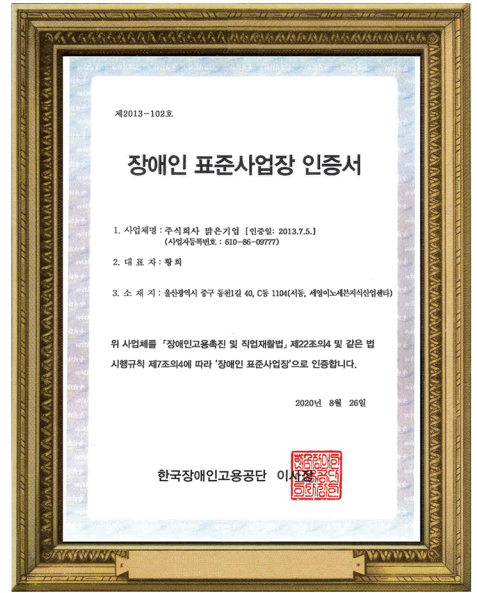 제2013-102호
장애인 표준사업장 인증서
1. 사업체명 : 주식회사 맑은기업 [인증일: 2013.7.5.]
(사업자등록번호 : 610-86-09777)
2. 대 표 자 : 황희
3. 소 재 지 : 울산광역시 중구 동천1길 40, C동 1104(서동, 세영이노세븐지식산업센타)
위 사업체를 「장애인고용촉진 및 직업재활법」 제22조의4 및 같은 법
시행규칙 제7조의4에 따라 '장애인 표준사업장'으로 인증합니다.
2020년 8월 26일
한국장애인고용공단 이사장